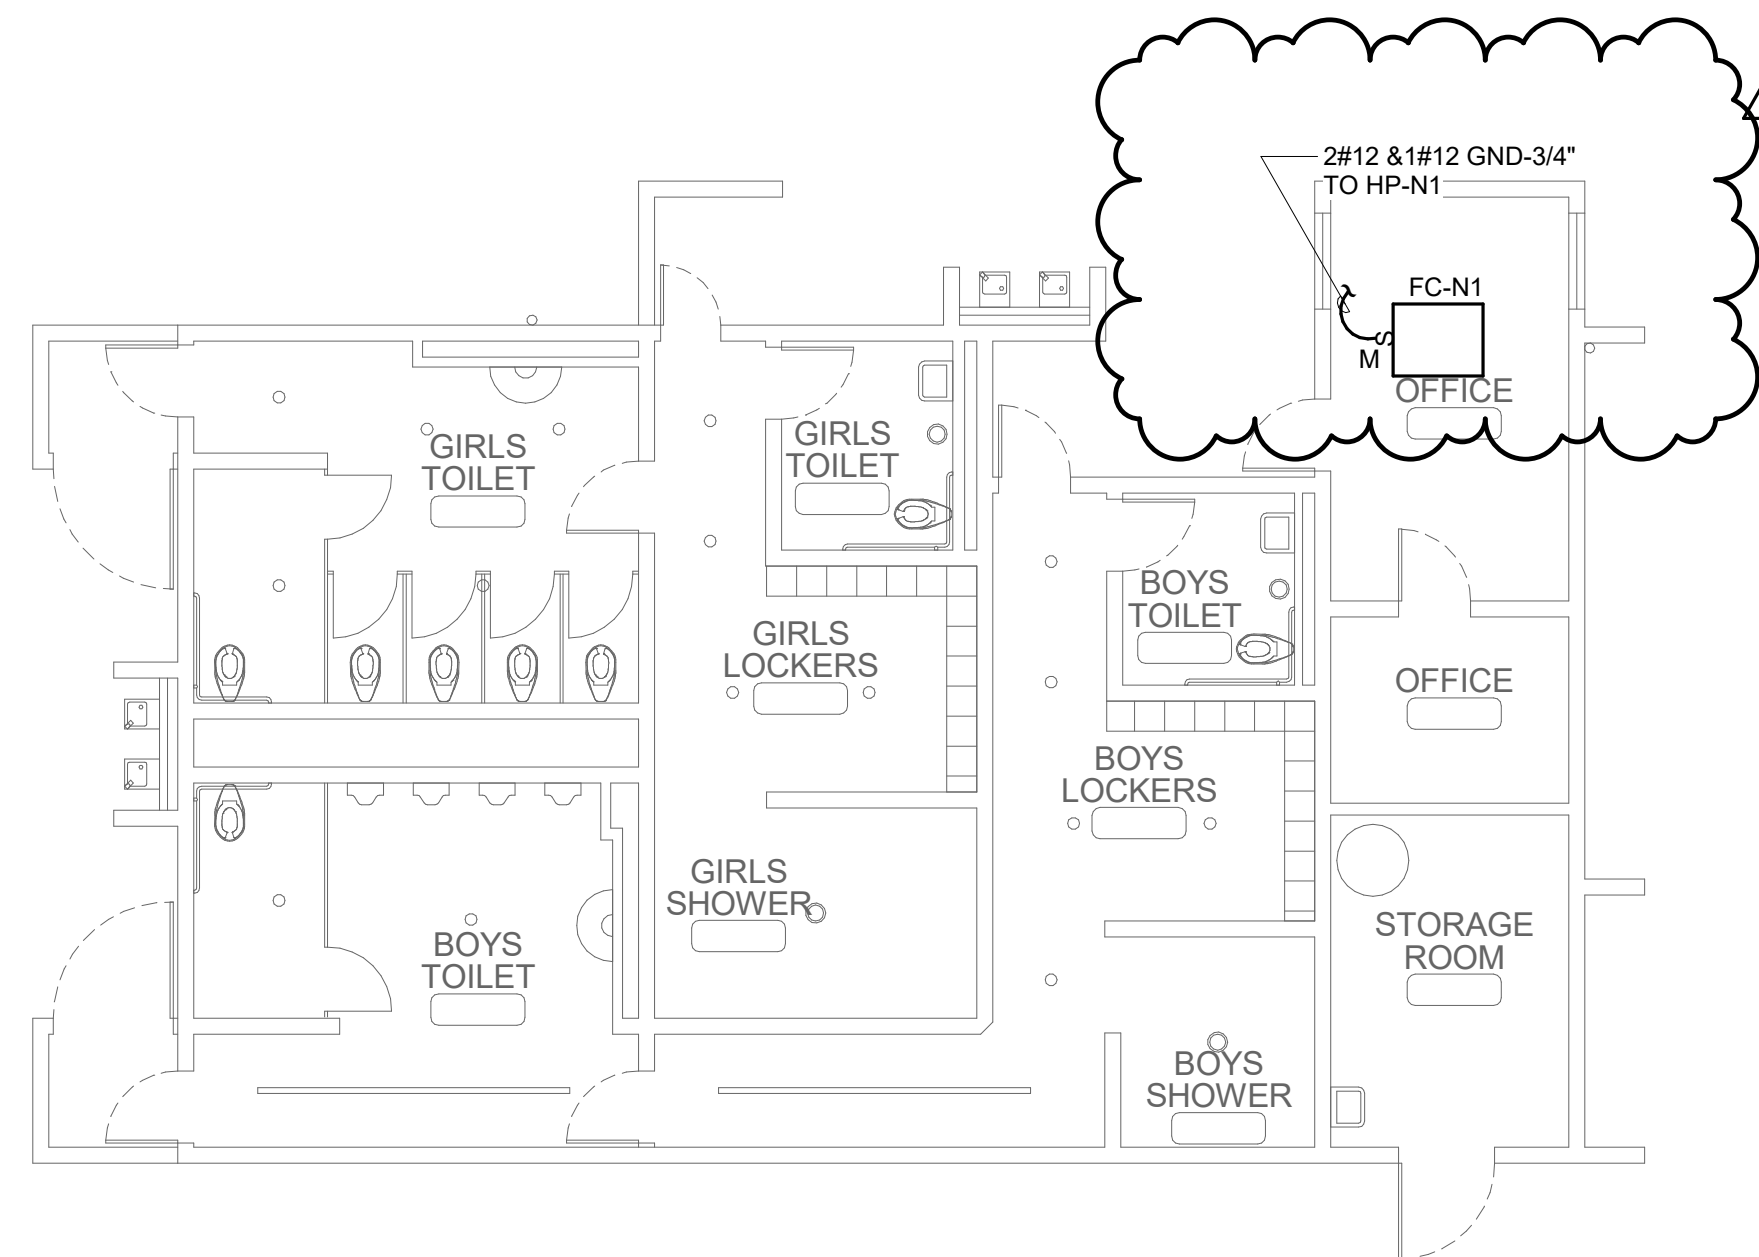 2#12 &1#12 GND-3/4"
TO HP-N1
FC-N1
S
M
OFFICE
GIRLS
TOILET
GIRLS
TOILET
BOYS
TOILET
GIRLS
LOCKERS
OFFICE
BOYS
LOCKERS
GIRLS
SHOWER
STORAGE
ROOM
BOYS
TOILET
BOYS
SHOWER